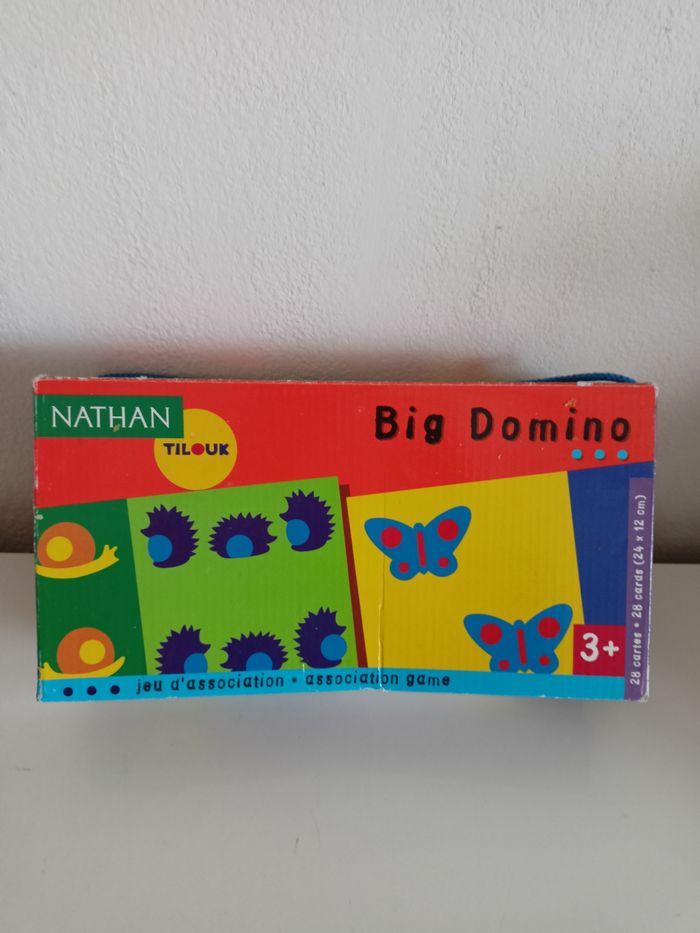 NATHAN
TILOUK
Big Domino
3+
28 cartes • 28 cards (24 x 12 cm)
jeu d'association • association game